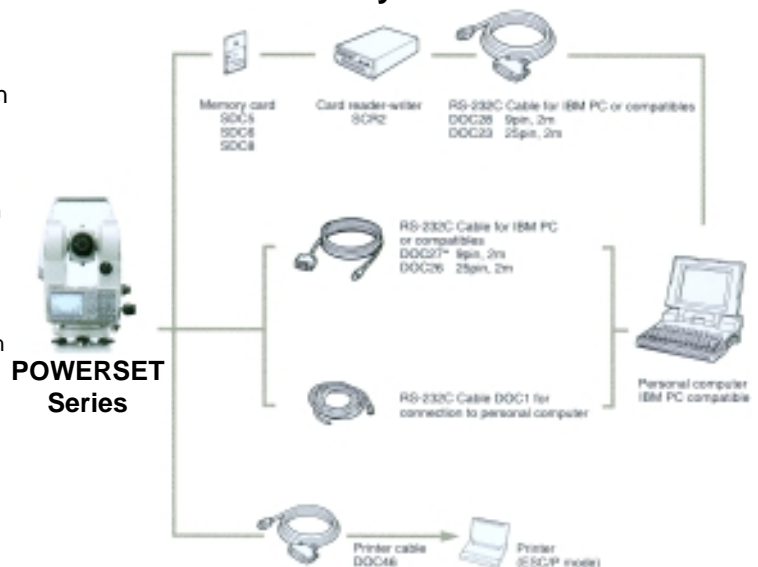 Memory card
SDC5
SDC6
SDC8
Card reader-writer
SCR2
RS-232C Cable for IBM PC or compatibles
DOC28 9pin, 2m
DOC23 25pin, 2m
RS-232C Cable for IBM PC
or compatibles
DOC27* 9pin, 2m
DOC26 25pin, 2m
POWERSET
Series
Personal computer
IBM PC compatible
RS-232C Cable DOC1 for
connection to personal computer
Printer cable
DOC46
Printer
(ESC/P mode)